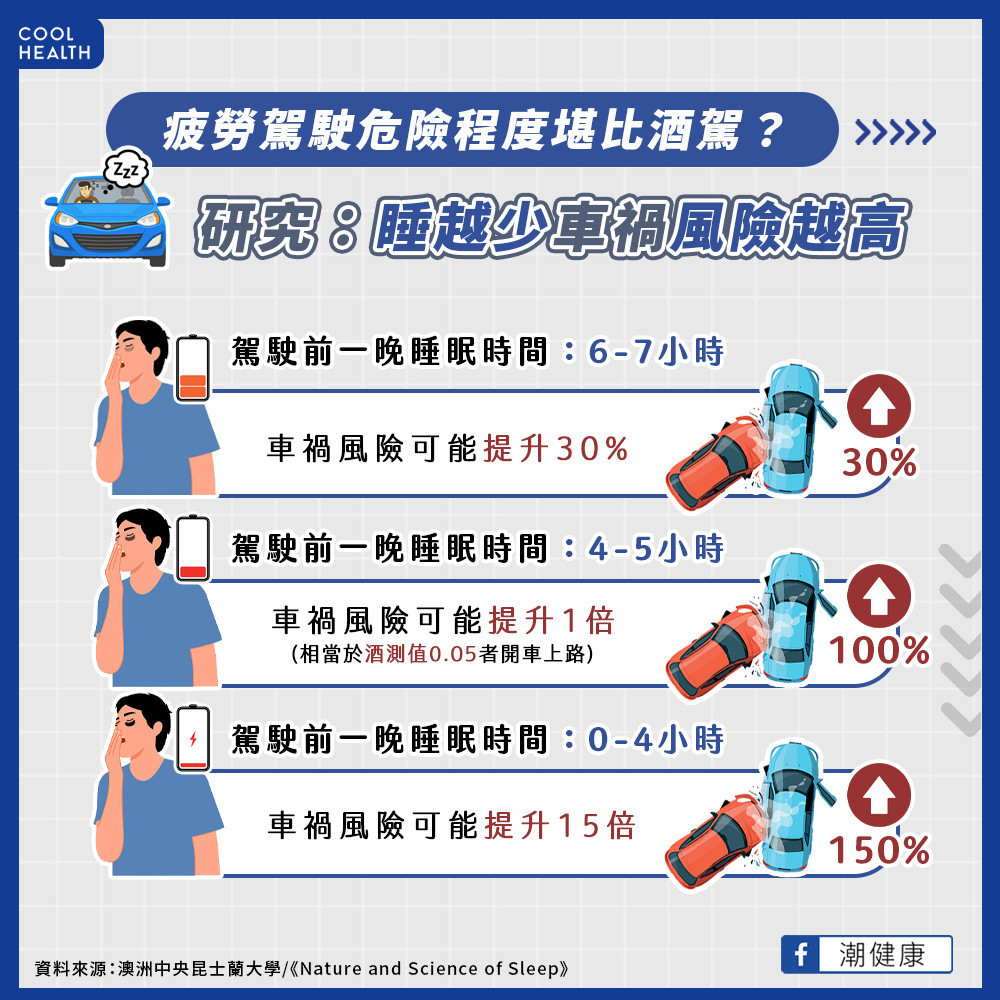 COOL
HEALTH
疲勞駕駛危險程度堪比酒駕？
ZzZ
研究：睡越少車禍風險越高
駕駛前一晚睡眠時間：6-7小時
車禍風險可能提升30%
30%
駕駛前一晚睡眠時間：4-5小時
車禍風險可能提升1倍
(相當於酒測值0.05者開車上路)
100%
駕駛前一晚睡眠時間：0-4小時
車禍風險可能提升15倍
150%
f 潮健康
資料來源：澳洲中央昆士蘭大學/《Nature and Science of Sleep》